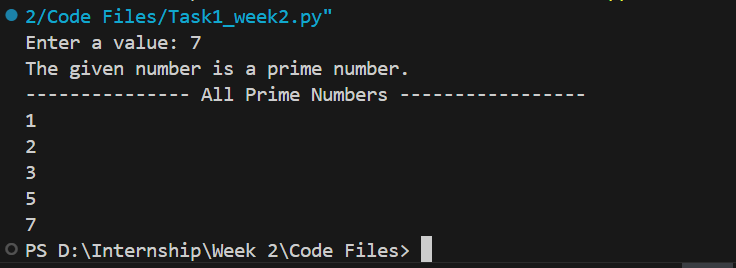 2/Code Files/Task1_week2.py"
Enter a value: 7
The given number is a prime number.
--------------- All Prime Numbers -----------------
1
2
3
5
7
PS D:\Internship\Week 2\Code Files>